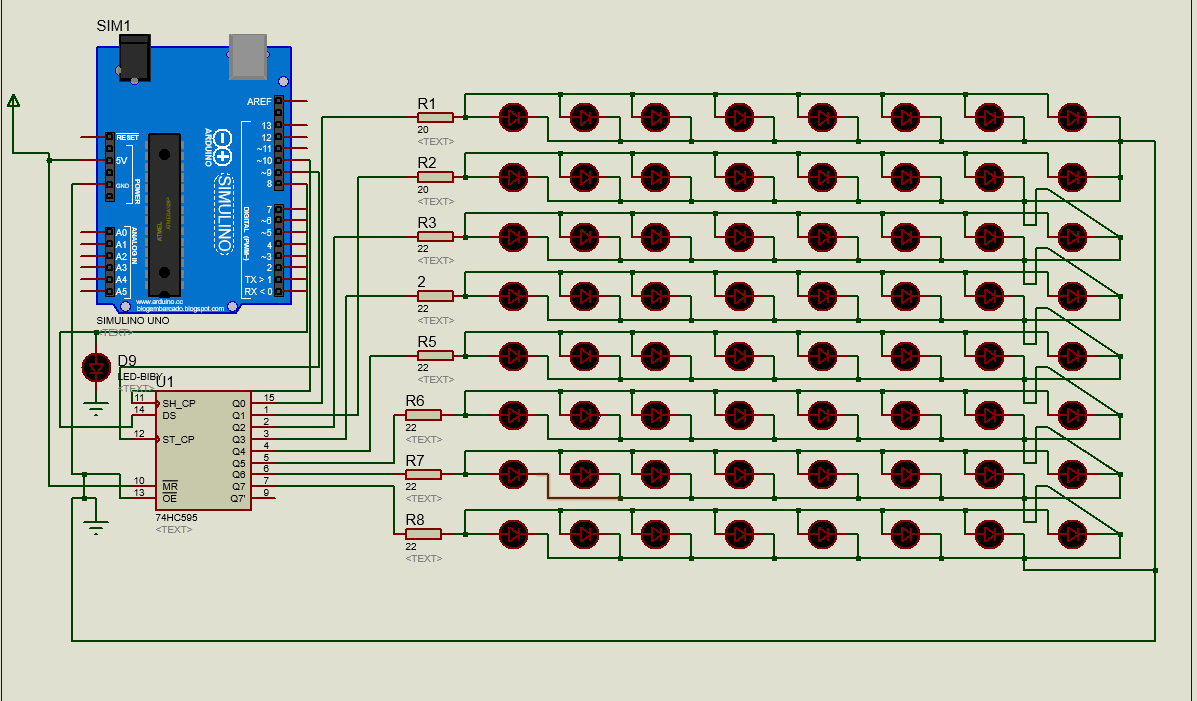 SIM1
AREF
RESET
5V
GND
POWER
A0
A1
A2
A3
A4
A5
ANALOG IN
ARDUINO
SIMULINO
13
12
~11
~10
~9
8
7
~6
~5
4
~3
2
TX > 1
RX < 0
DIGITAL (PWM~)
www.arduino.cc
blogembarcado.blogspot.com
SIMULINO UNO
<TEXT>
D9
LED-BIBY
<TEXT>
U1
11
14
12
10
13
SH_CP
DS
ST_CP
MR
OE
Q0
Q1
Q2
Q3
Q4
Q5
Q6
Q7
Q7'
15
1
2
3
4
5
6
7
9
74HC595
<TEXT>
R1
20
<TEXT>
R2
20
<TEXT>
R3
22
<TEXT>
2
22
<TEXT>
R5
22
<TEXT>
R6
22
<TEXT>
R7
22
<TEXT>
R8
22
<TEXT>